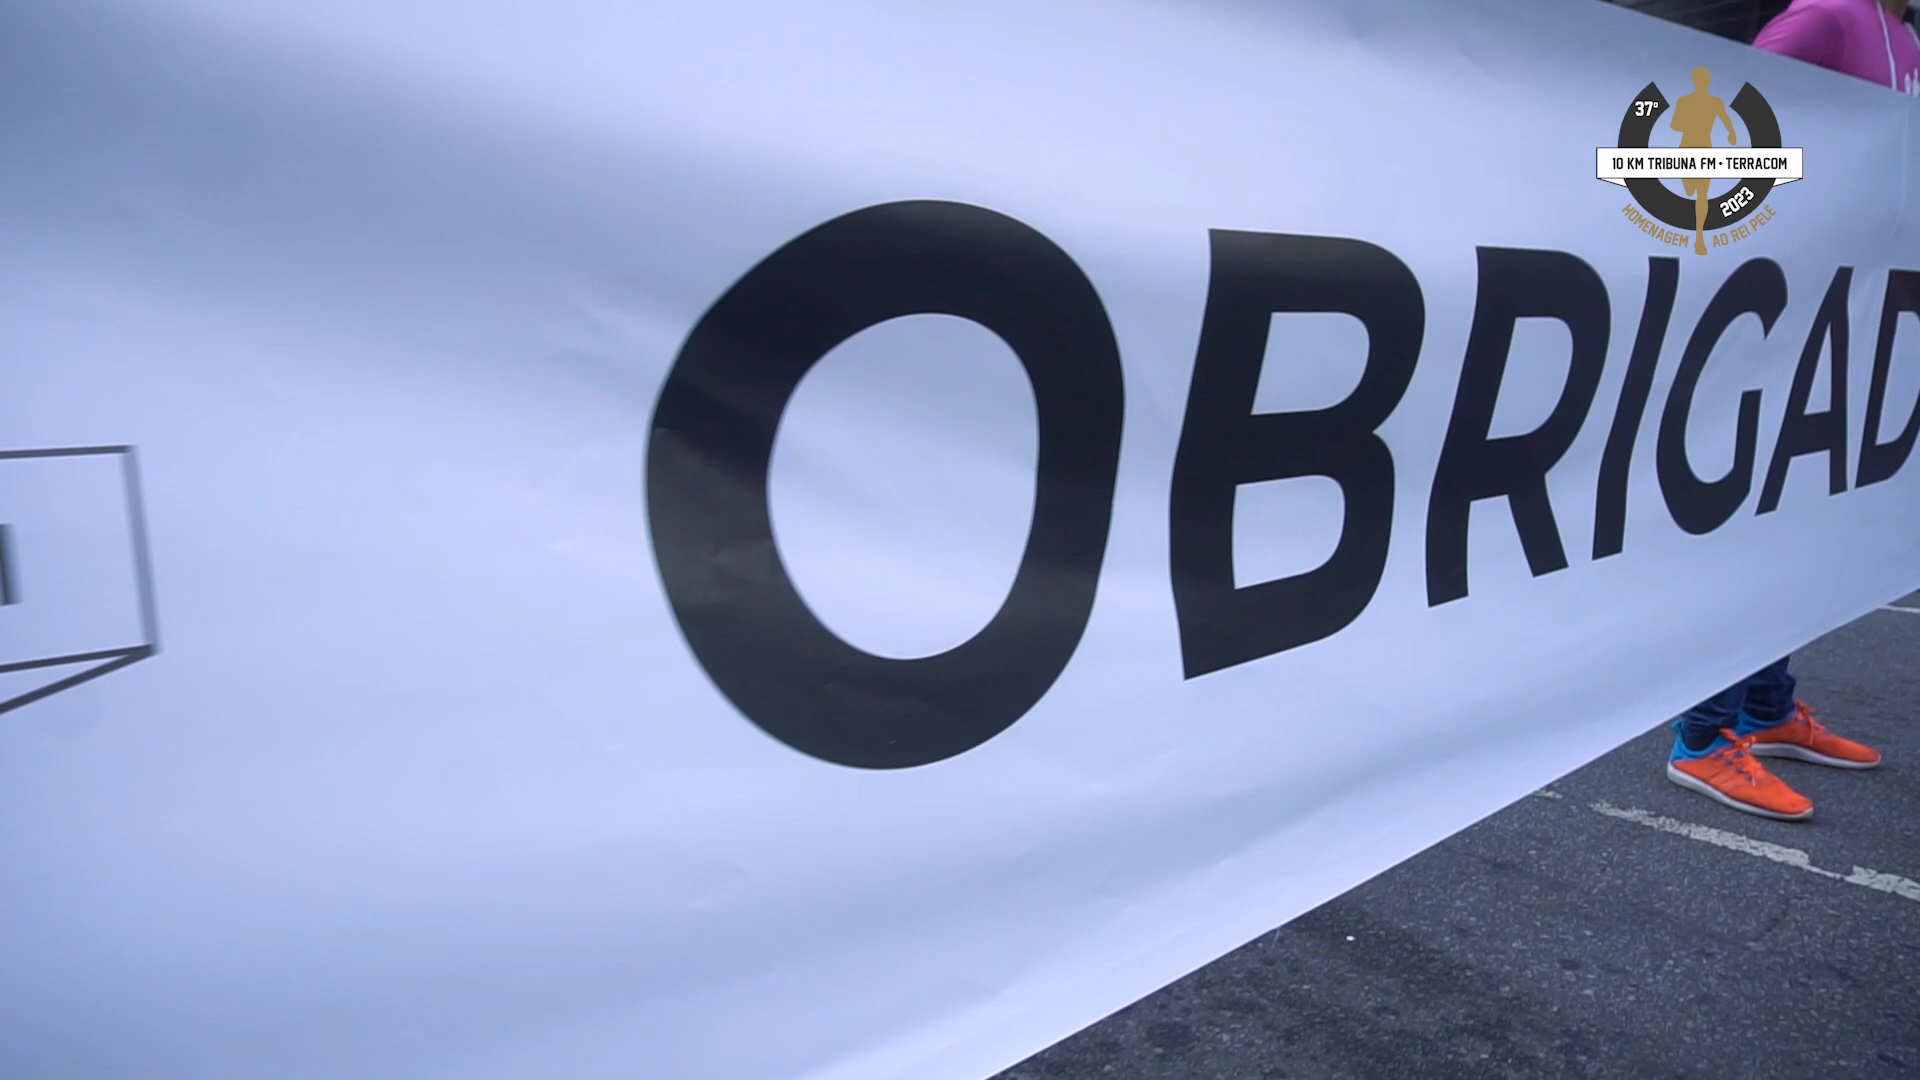 37º
10 KM TRIBUNA FM • TERRACOM
2023
HOMENAGEM AO REI PELÉ
OBRIGAD